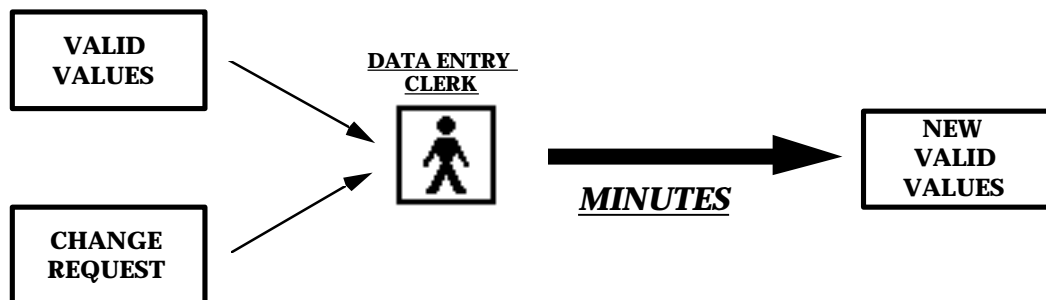 VALID
VALUES
DATA ENTRY
CLERK
NEW
VALID
VALUES
MINUTES
CHANGE
REQUEST